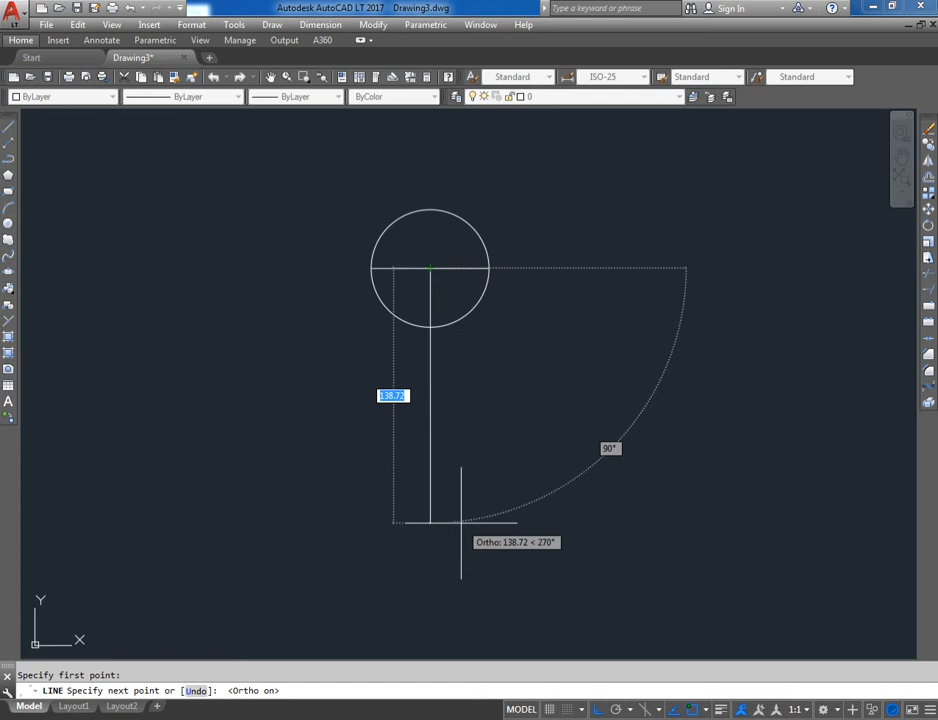 LT
Autodesk AutoCAD LT 2017 Drawing3.dwg
Type a keyword or phrase
Sign In
File Edit View Insert Format Tools Draw Dimension Modify Parametric Window Help
Home Insert Annotate Parametric View Manage Output A360
Start Drawing3*
Standard ISO-25 Standard Standard
ByLayer ByLayer ByLayer ByColor 0
138.72
90°
Ortho: 138.72 < 270°
Y
X
Specify first point:
LINE Specify next point or [Undo]: <Ortho on>
Model Layout1 Layout2 +
MODEL 1:1